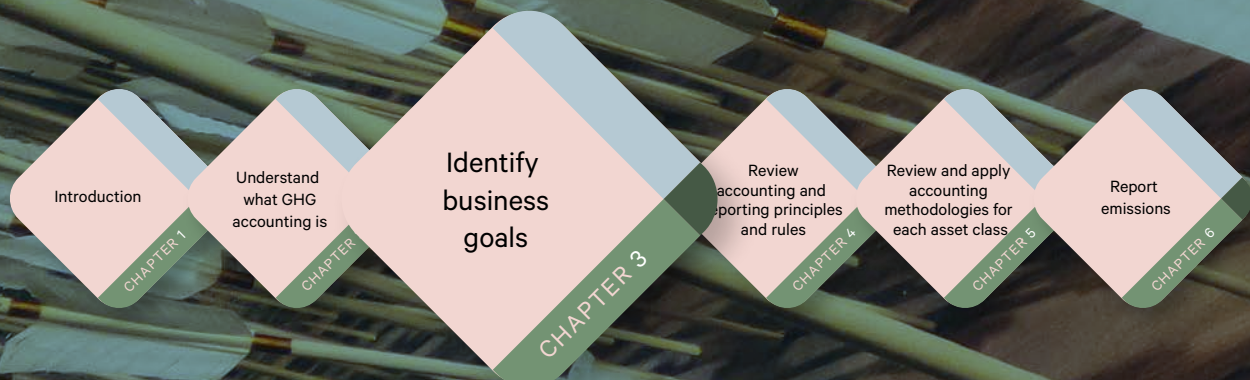 Introduction
CHAPTER 1
Understand
what GHG
accounting is
CHAPTER
Identify
business
goals
CHAPTER 3
Review
accounting and
principles
and rules
CHAPTER 4
Review and apply
accounting
methodologies for
each asset class
CHAPTER 5
Report
emissions
CHAPTER 6